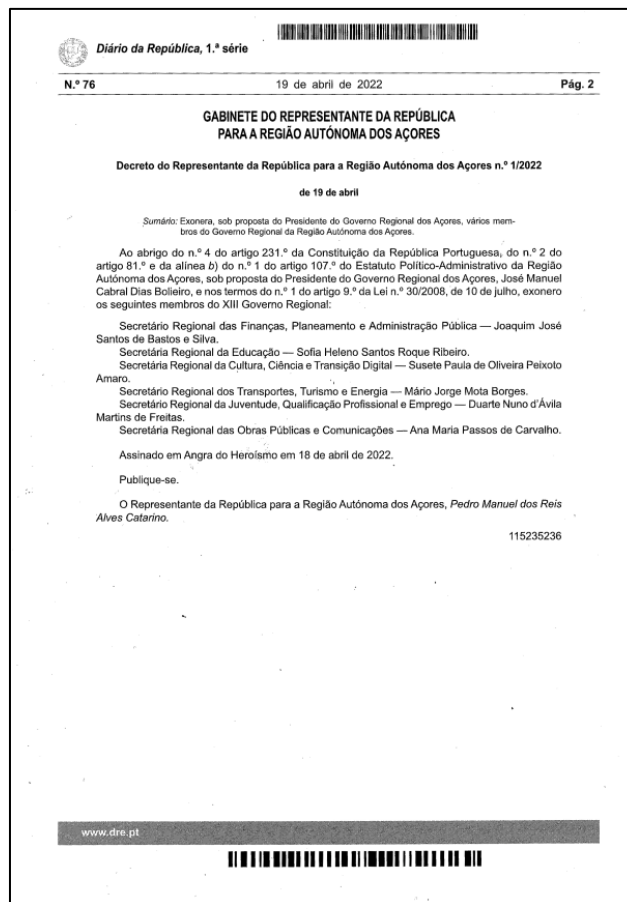 Diário da República, 1.ª série
N.º 76
19 de abril de 2022
Pág. 2
GABINETE DO REPRESENTANTE DA REPÚBLICA
PARA A REGIÃO AUTÓNOMA DOS AÇORES
Decreto do Representante da República para a Região Autónoma dos Açores n.º 1/2022
de 19 de abril
Sumário: Exonera, sob proposta do Presidente do Governo Regional dos Açores, vários mem-
bros do Governo Regional da Região Autónoma dos Açores.
Ao abrigo do n.º 4 do artigo 231.º da Constituição da República Portuguesa, do n.º 2 do
artigo 81.º e da alínea b) do n.º 1 do artigo 107.º do Estatuto Político-Administrativo da Região
Autónoma dos Açores, sob proposta do Presidente do Governo Regional dos Açores, José Manuel
Cabral Dias Bolieiro, e nos termos do n.º 1 do artigo 9.º da Lei n.º 30/2008, de 10 de julho, exonero
os seguintes membros do XIII Governo Regional:
Secretário Regional das Finanças, Planeamento e Administração Pública — Joaquim José
Santos de Bastos e Silva.
Secretária Regional da Educação — Sofia Heleno Santos Roque Ribeiro.
Secretária Regional da Cultura, Ciência e Transição Digital — Susete Paula de Oliveira Peixoto
Amaro.
Secretário Regional dos Transportes, Turismo e Energia — Mário Jorge Mota Borges.
Secretário Regional da Juventude, Qualificação Profissional e Emprego — Duarte Nuno d'Ávila
Martins de Freitas.
Secretária Regional das Obras Públicas e Comunicações — Ana Maria Passos de Carvalho.
Assinado em Angra do Heroísmo em 18 de abril de 2022.
Publique-se.
O Representante da República para a Região Autónoma dos Açores, Pedro Manuel dos Reis
Alves Catarino.
115235236
www.dre.pt